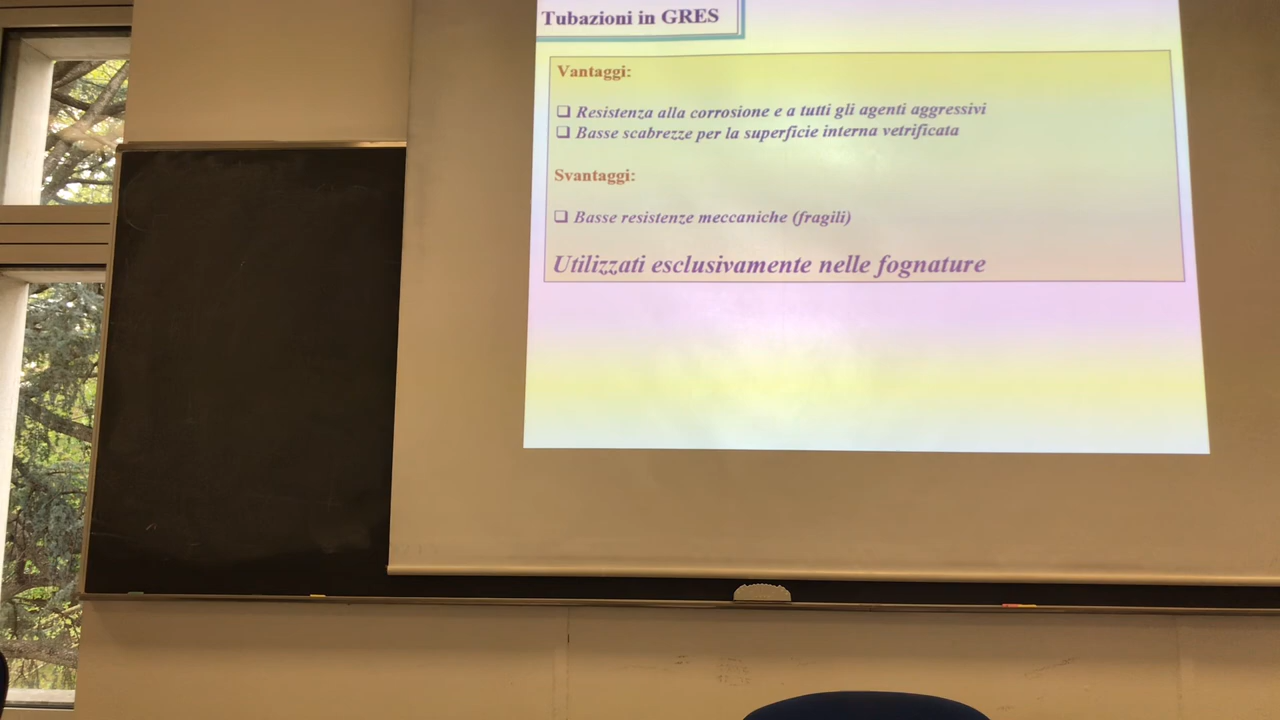 Tubazioni in GRES
Vantaggi:
❑ Resistenza alla corrosione e a tutti gli agenti aggressivi
❑ Basse scabrezze per la superficie interna vetrificata
Svantaggi:
❑ Basse resistenze meccaniche (fragili)
Utilizzati esclusivamente nelle fognature